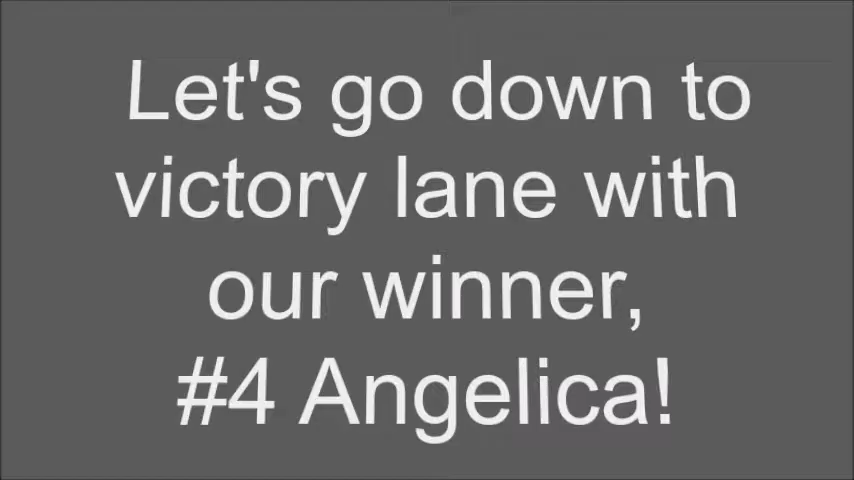 Let's go down to
victory lane with
our winner,
#4 Angelica!